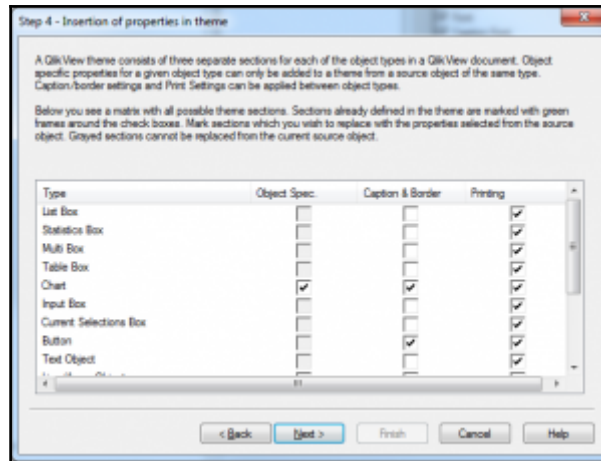 Step 4 - Insertion of properties in theme
A QlikView theme consists of three separate sections for each of the object types in a QlikView document. Object
specific properties for a given object type can only be added to a theme from a source object of the same type.
Caption/border settings and Print Settings can be applied between object types.
Below you see a matrix with all possible theme sections. Sections already defined in the theme are marked with green
frames around the check boxes. Mark sections which you wish to replace with the properties selected from the source
object. Grayed sections cannot be replaced from the current source object.
Type Object Spec. Caption & Border Printing
List Box
Statistics Box
Multi Box
Table Box
Chart
Input Box
Current Selections Box
Button
Text Object
< Back Next > Finish Cancel Help